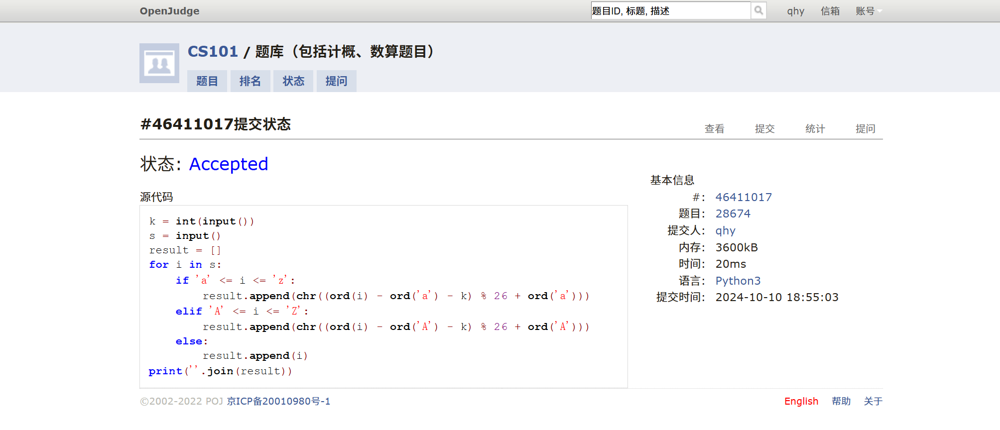 OpenJudge 题目ID, 标题, 描述 qhy 信箱 账号
CS101 / 题库（包括计概、数算题目）
题目 排名 状态 提问
#46411017提交状态 查看 提交 统计 提问
状态: Accepted
源代码
k = int(input())
s = input()
result = []
for i in s:
    if 'a' <= i <= 'z':
        result.append(chr((ord(i) - ord('a') - k) % 26 + ord('a')))
    elif 'A' <= i <= 'Z':
        result.append(chr((ord(i) - ord('A') - k) % 26 + ord('A')))
    else:
        result.append(i)
print(''.join(result))
基本信息
#: 46411017
题目: 28674
提交人: qhy
内存: 3600kB
时间: 20ms
语言: Python3
提交时间: 2024-10-10 18:55:03
©2002-2022 POJ 京ICP备20010980号-1 English 帮助 关于